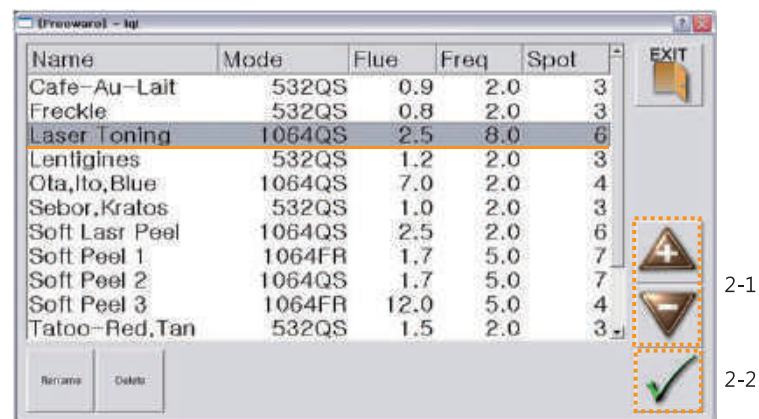 [Freeware] - lql
Name Mode Flue Freq Spot
EXIT
Cafe-Au-Lait 532QS 0.9 2.0 3
Freckle 532QS 0.8 2.0 3
Laser Toning 1064QS 2.5 8.0 6
Lentigines 532QS 1.2 2.0 3
Ota,Ito,Blue 1064QS 7.0 2.0 4
Sebor,Kratos 532QS 1.0 2.0 3
Soft Lasr Peel 1064QS 2.5 2.0 6
Soft Peel 1 1064FR 1.7 5.0 7
Soft Peel 2 1064QS 1.7 5.0 7
Soft Peel 3 1064FR 12.0 5.0 4
Tatoo-Red,Tan 532QS 1.5 2.0 3
2-1
2-2
Rename Delete